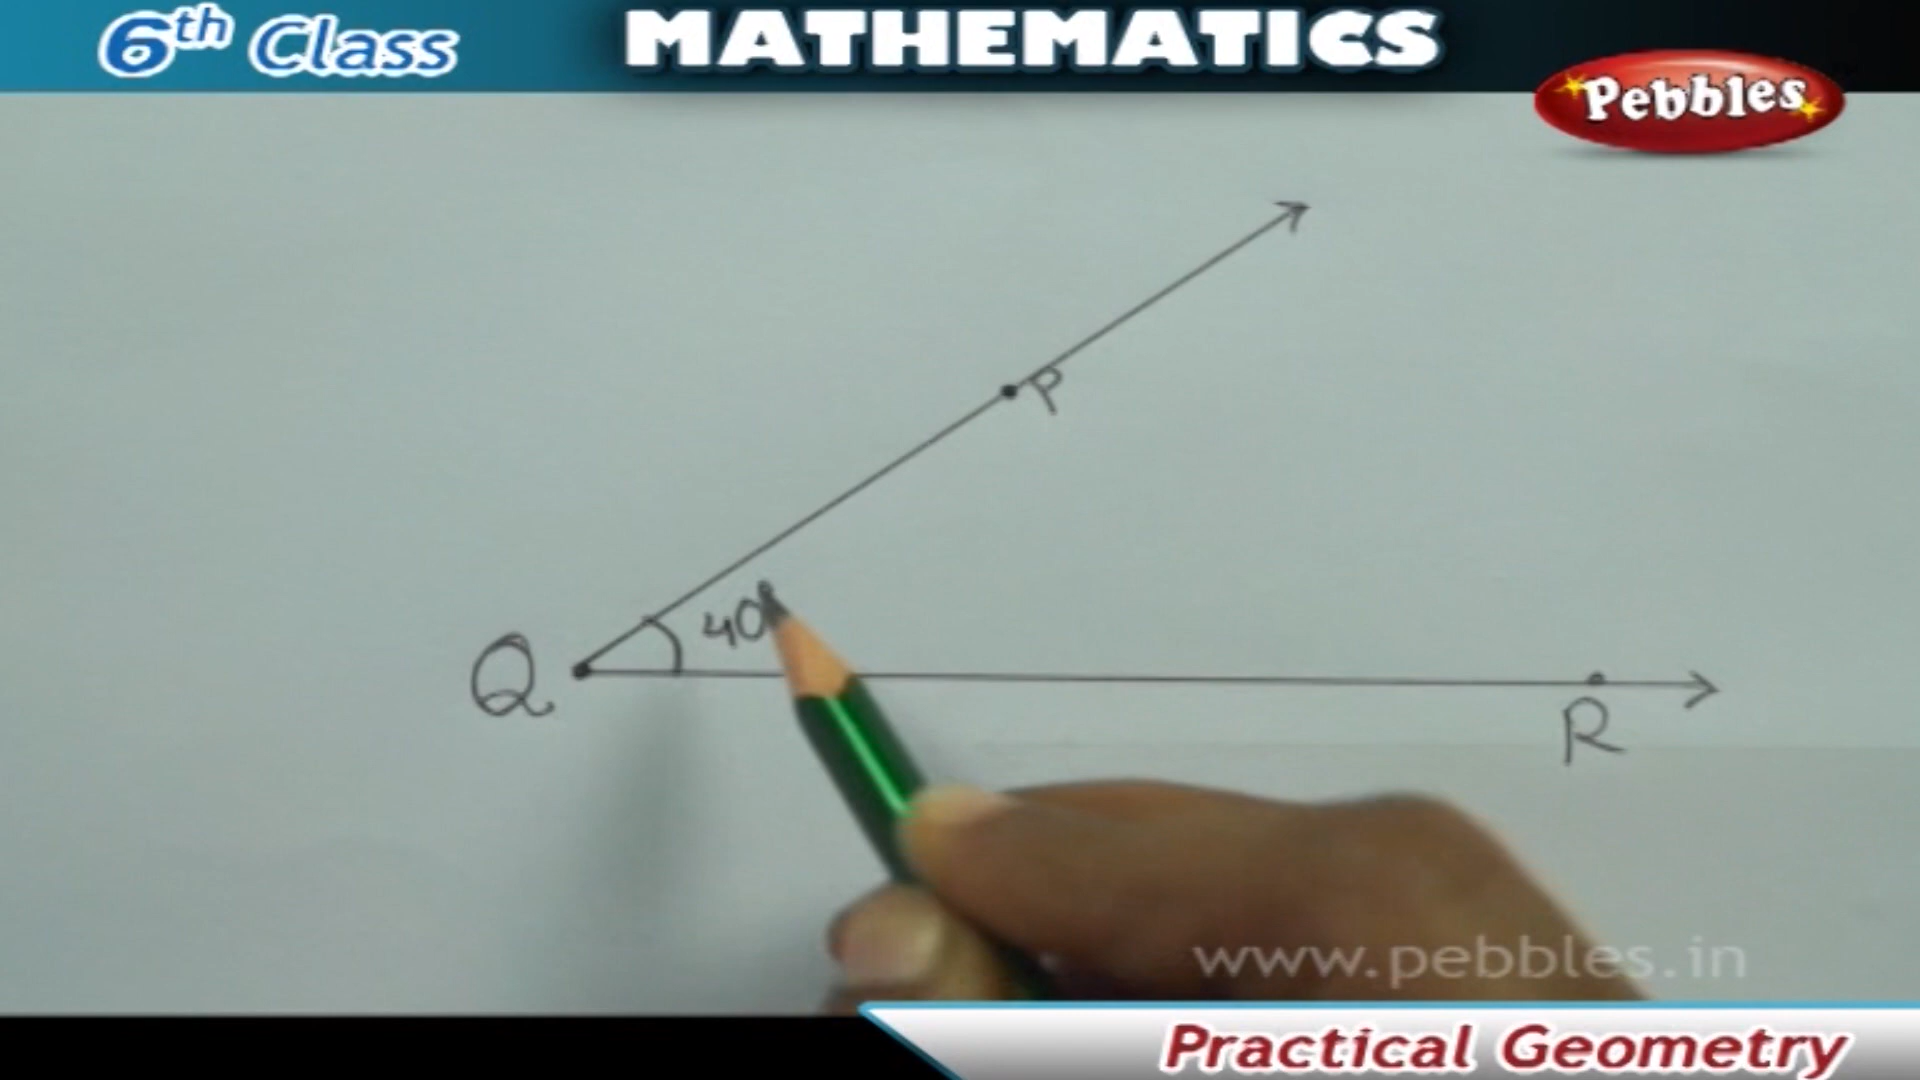 6th Class
MATHEMATICS
Pebbles
P
40°
Q
R
www.pebbles.in
Practical Geometry